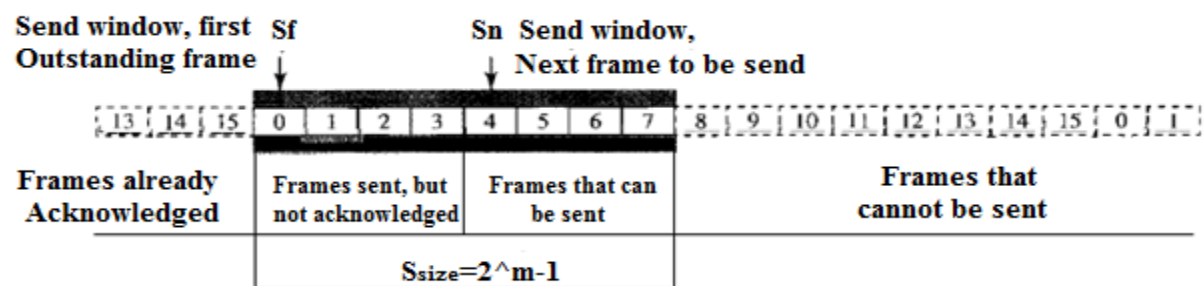 Send window, first Sf Sn Send window,
Outstanding frame Next frame to be send
13 14 15 0 1 2 3 4 5 6 7 8 9 10 11 12 13 14 15 0 1
Frames already Frames sent, but Frames that can Frames that
Acknowledged not acknowledged be sent cannot be sent
Ssize=2^m-1